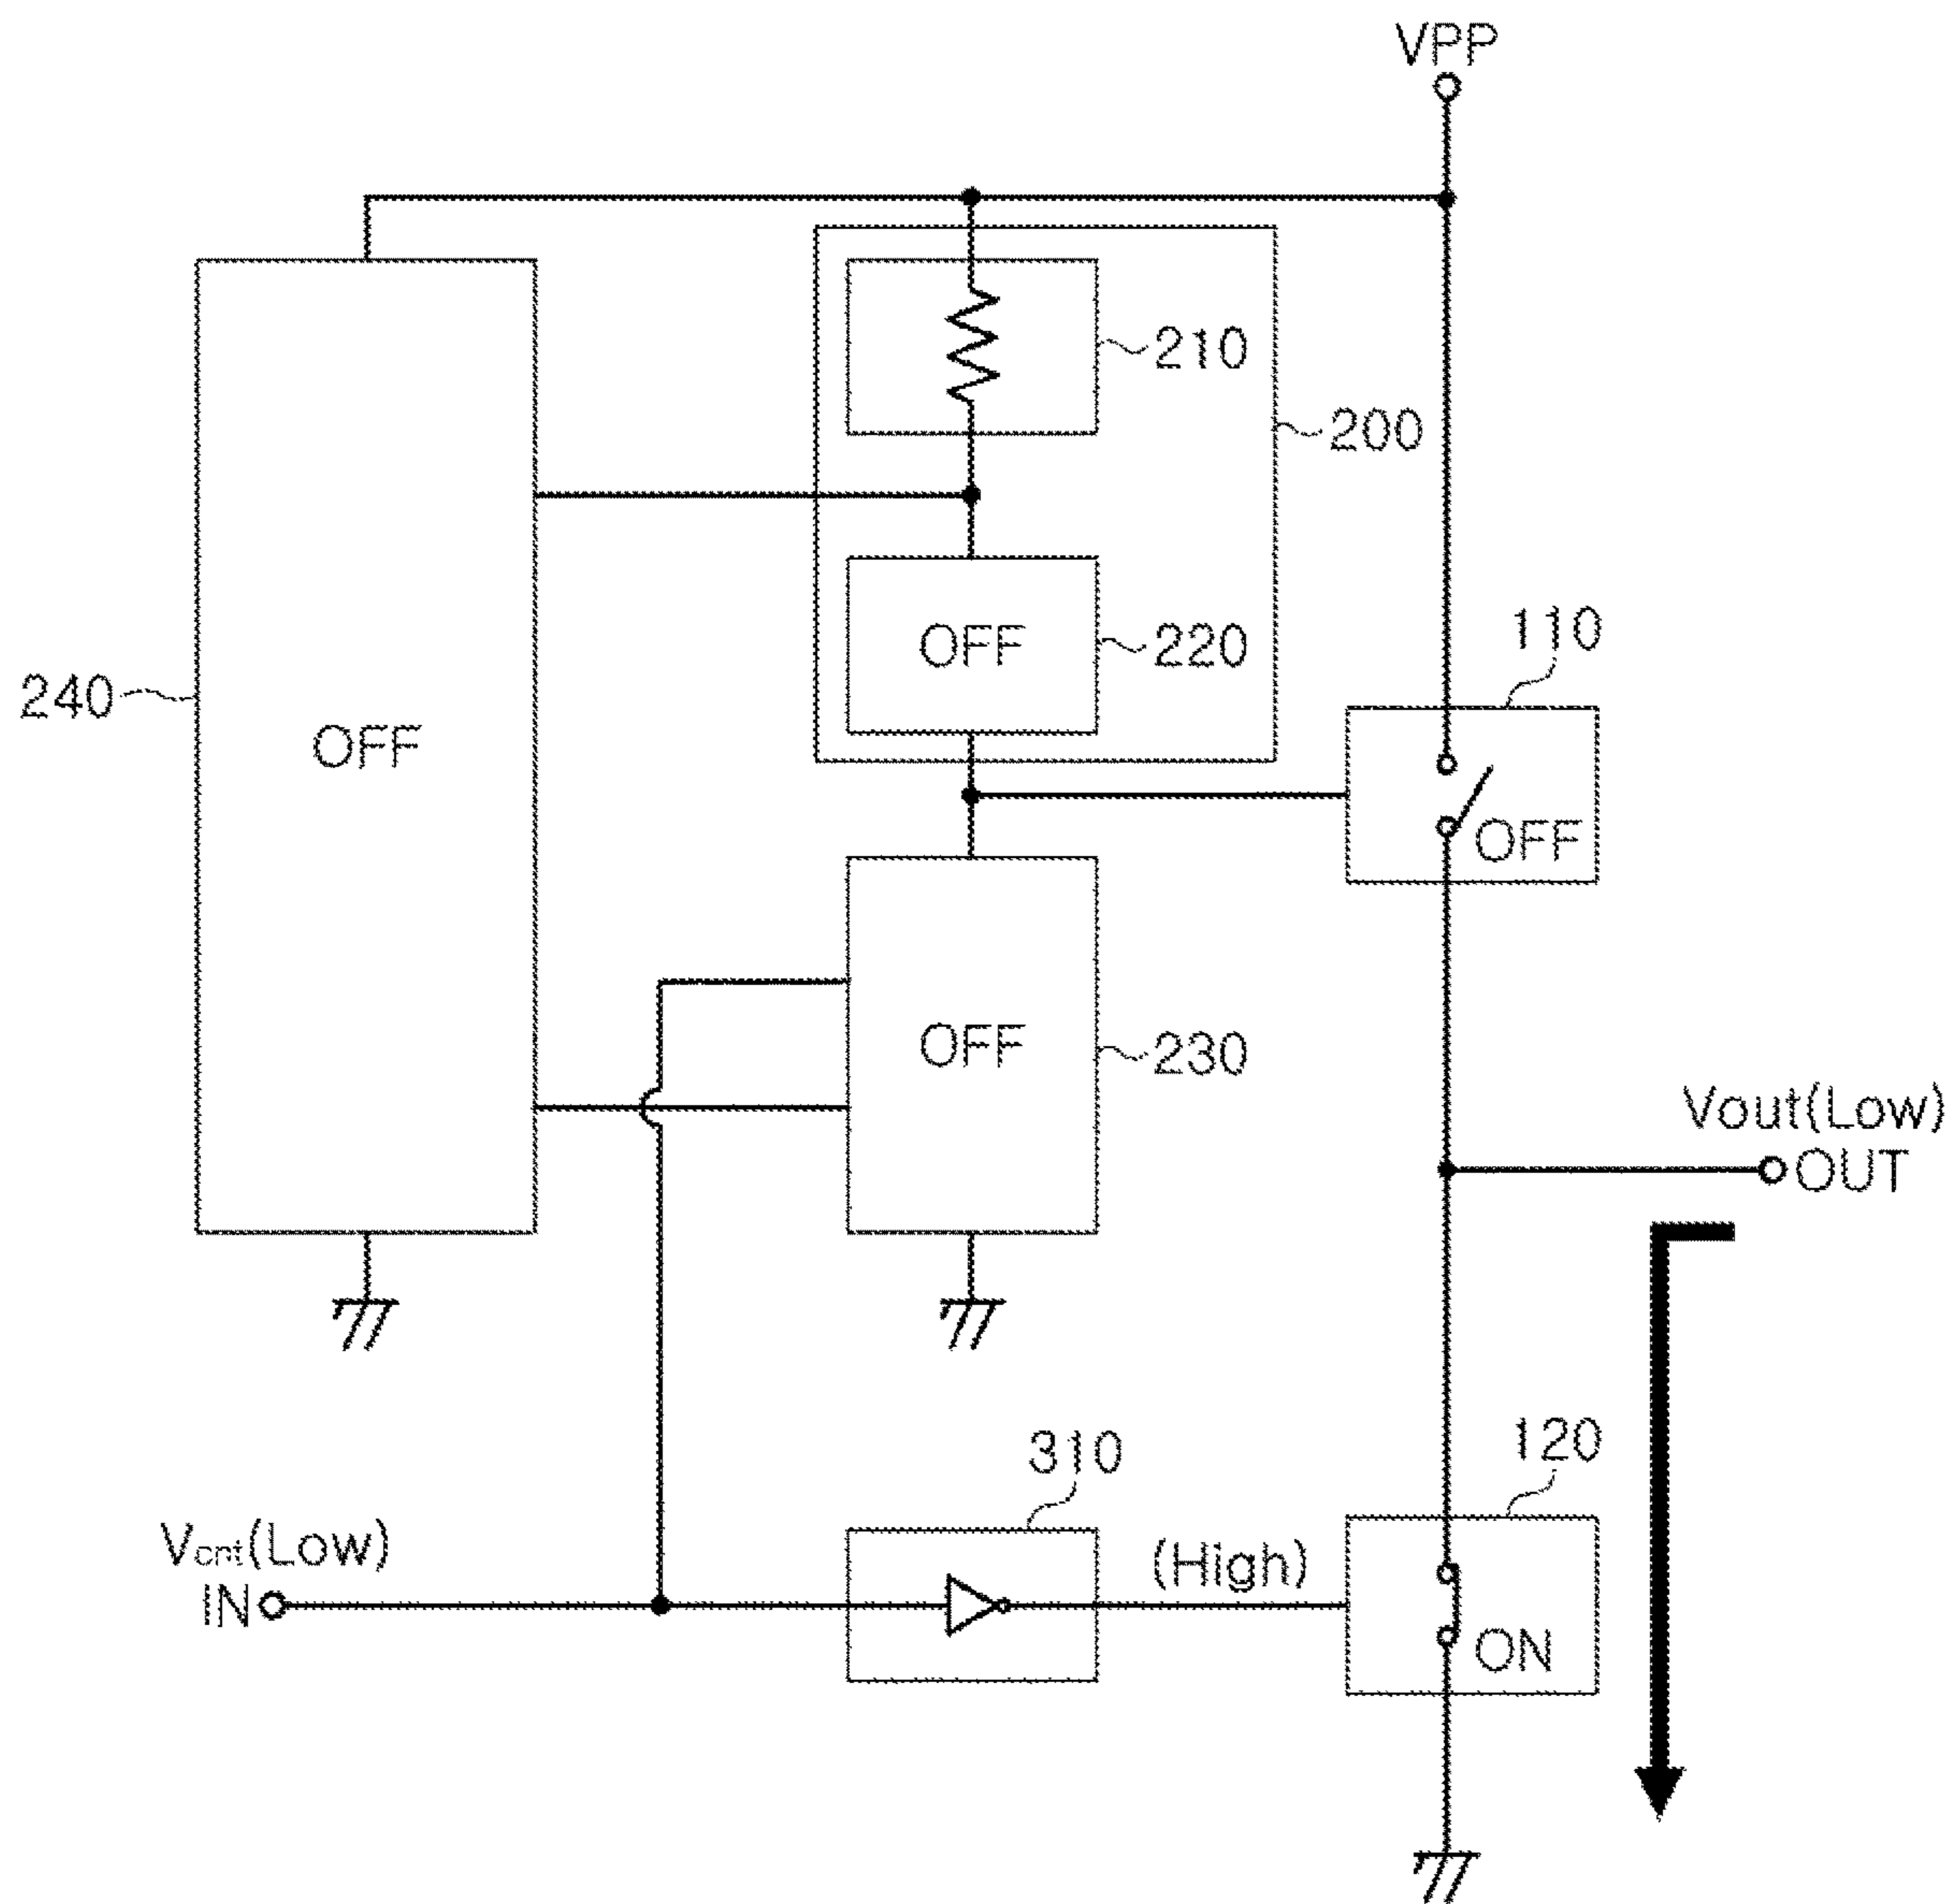 VPP
210
200
OFF
220
110
240
OFF
OFF
OFF
230
Vout(Low)
OUT
310
120
Vcnt(Low)
(High)
IN
ON